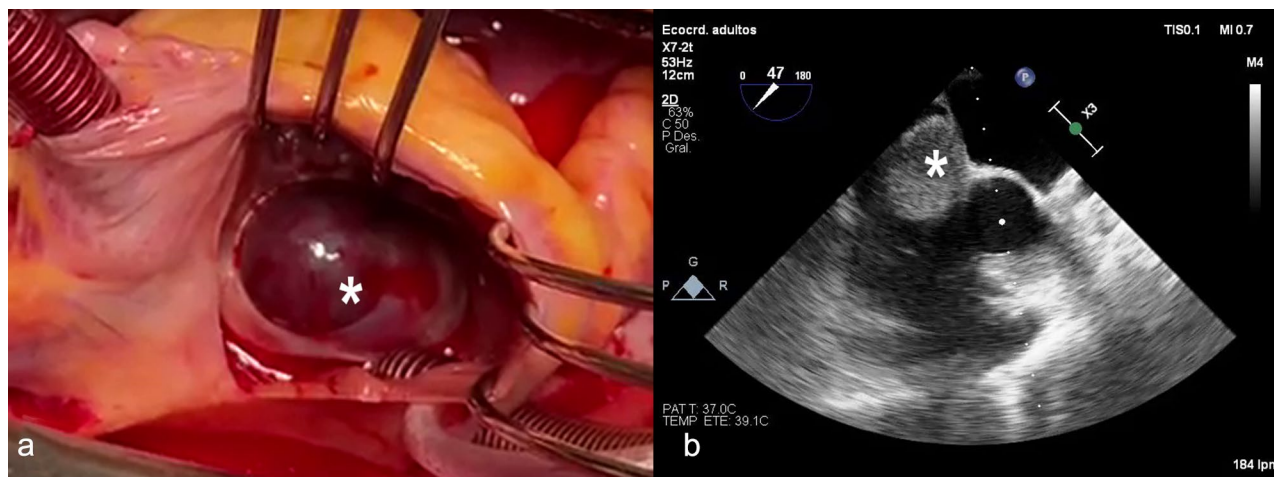 a
*
Ecocrd. adultos
X7-2t
53Hz
12cm
2D
63%
C 50
P Des.
Gral.
0 47 180
P
TIS0.1 MI 0.7
M4
X3
*
G
P R
PAT T: 37.0C
TEMP ETE: 39.1C
b
184 lpm